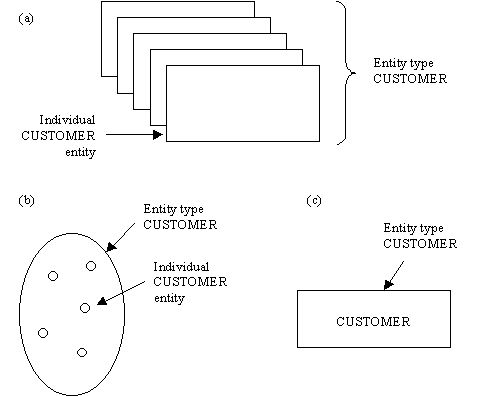 (a)
Entity type
CUSTOMER
Individual
CUSTOMER
entity
(b)
Entity type
CUSTOMER
Individual
CUSTOMER
entity
(c)
Entity type
CUSTOMER
CUSTOMER